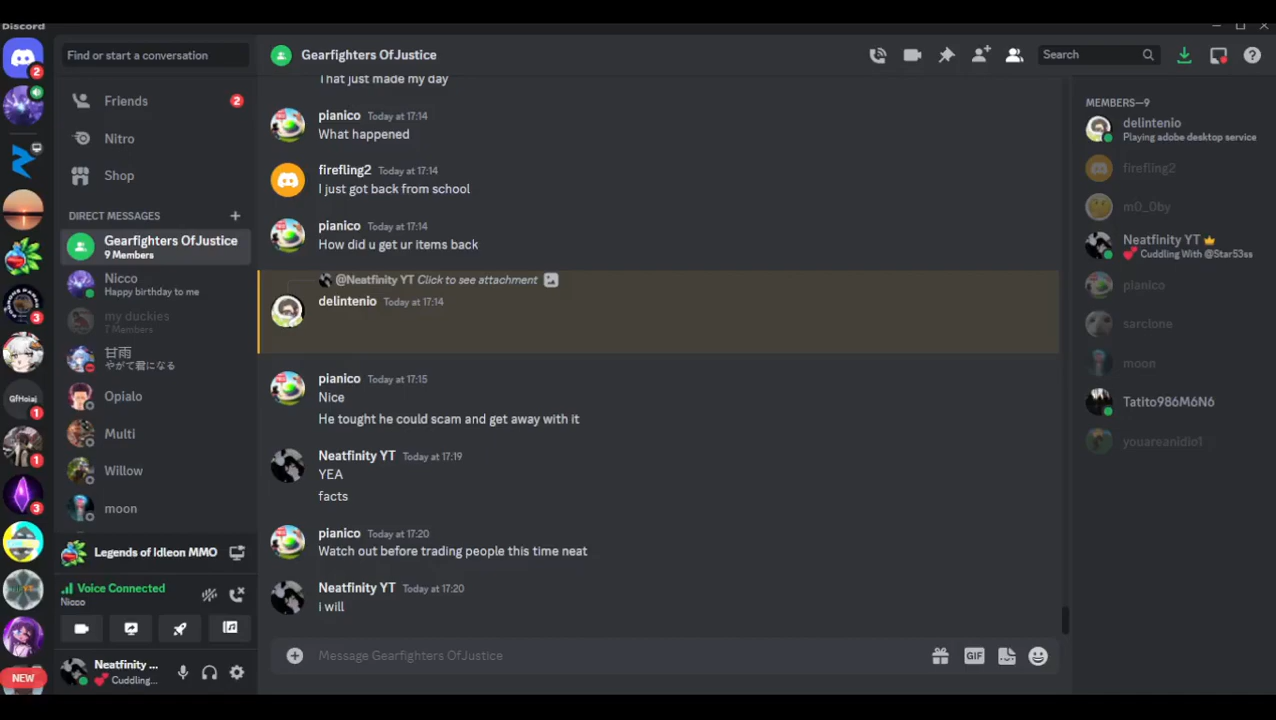 Discord
Find or start a conversation
2
Friends
2
Nitro
Shop
DIRECT MESSAGES
Gearfighters OfJustice
9 Members
Nicco
Happy birthday to me
my duckies
7 Members
甘雨
やがて君になる
Opialo
Multi
Willow
moon
3
GfHoiaj
1
1
3
NEW
Legends of Idleon MMO
Voice Connected
Nicco
Neatfinity ...
Cuddling...
Gearfighters OfJustice
Search
That just made my day
pianico Today at 17:14
What happened
firefling2 Today at 17:14
I just got back from school
pianico Today at 17:14
How did u get ur items back
@Neatfinity YT Click to see attachment
delintenio Today at 17:14
pianico Today at 17:15
Nice
He tought he could scam and get away with it
Neatfinity YT Today at 17:19
YEA
facts
pianico Today at 17:20
Watch out before trading people this time neat
Neatfinity YT Today at 17:20
i will
Message Gearfighters OfJustice
GIF
MEMBERS—9
delintenio
Playing adobe desktop service
firefling2
m0_0by
Neatfinity YT
Cuddling With @Star53ss
pianico
sarclone
moon
Tatito986M6N6
youareanidio1